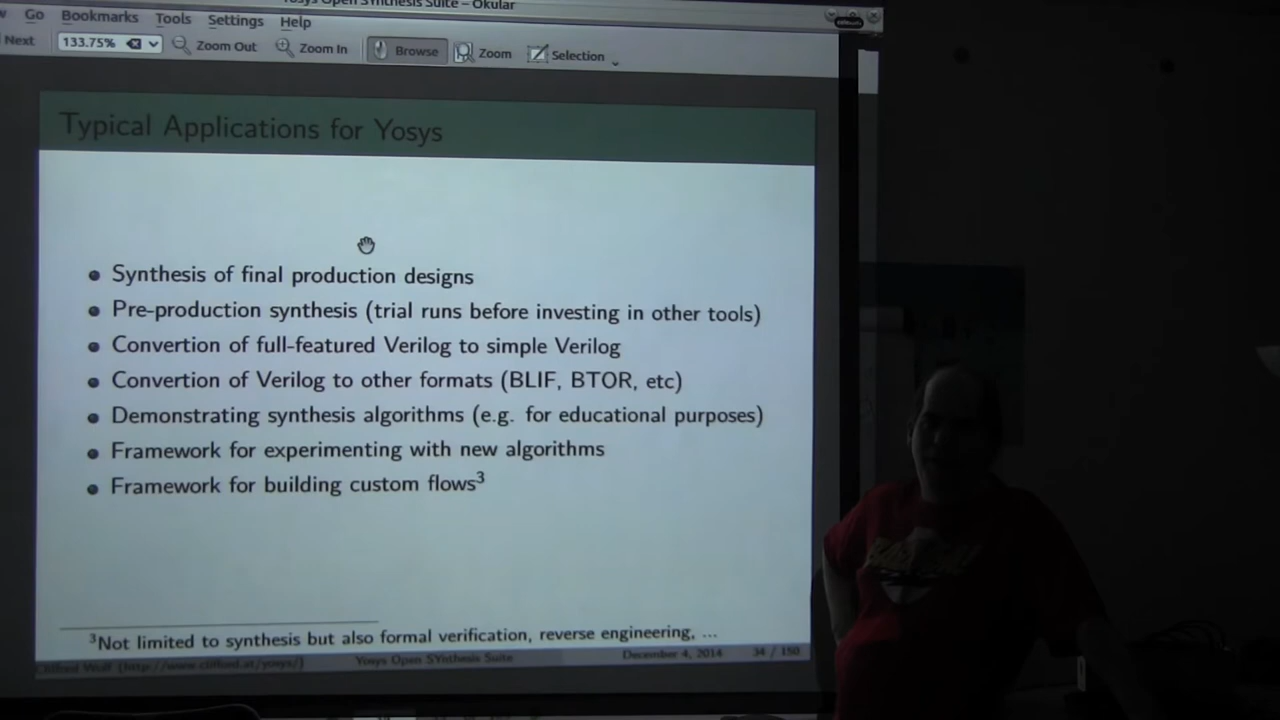 Yosys Open SYnthesis Suite – Okular
Go Bookmarks Tools Settings Help
Next 133.75% Zoom Out Zoom In Browse Zoom Selection
Typical Applications for Yosys
Synthesis of final production designs
Pre-production synthesis (trial runs before investing in other tools)
Convertion of full-featured Verilog to simple Verilog
Convertion of Verilog to other formats (BLIF, BTOR, etc)
Demonstrating synthesis algorithms (e.g. for educational purposes)
Framework for experimenting with new algorithms
Framework for building custom flows³
³Not limited to synthesis but also formal verification, reverse engineering, ...
Clifford Wolf (http://www.clifford.at/yosys/) Yosys Open SYnthesis Suite December 4, 2014 34 / 150